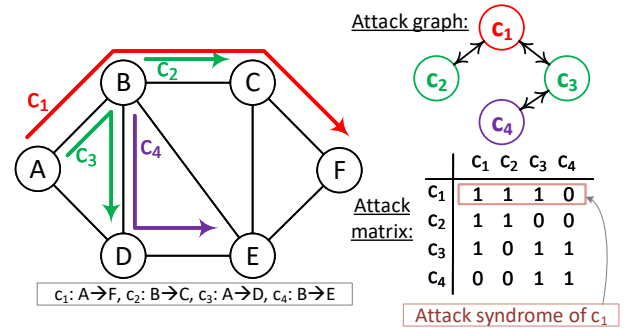 Attack graph:
c₁
c₂
c₃
c₄
c₁
c₂
c₃
c₄
A
B
C
D
E
F
c₁: A→F, c₂: B→C, c₃: A→D, c₄: B→E
Attack
matrix:
c₁ c₂ c₃ c₄
c₁ 1 1 1 0
c₂ 1 1 0 0
c₃ 1 0 1 1
c₄ 0 0 1 1
Attack syndrome of c₁